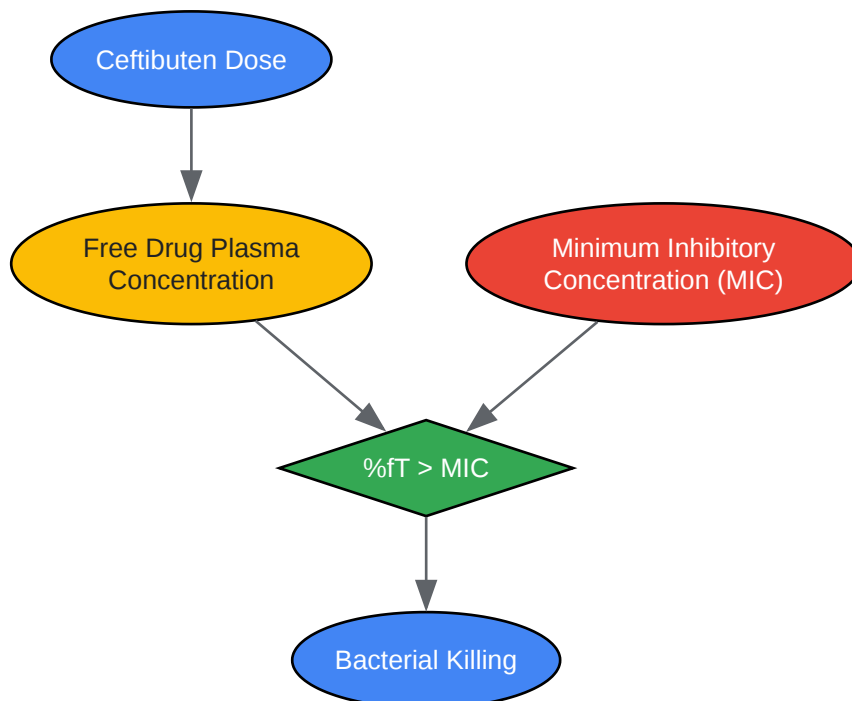 Ceftibuten Dose
Free Drug Plasma
Concentration
Minimum Inhibitory
Concentration (MIC)
%fT > MIC
Bacterial Killing